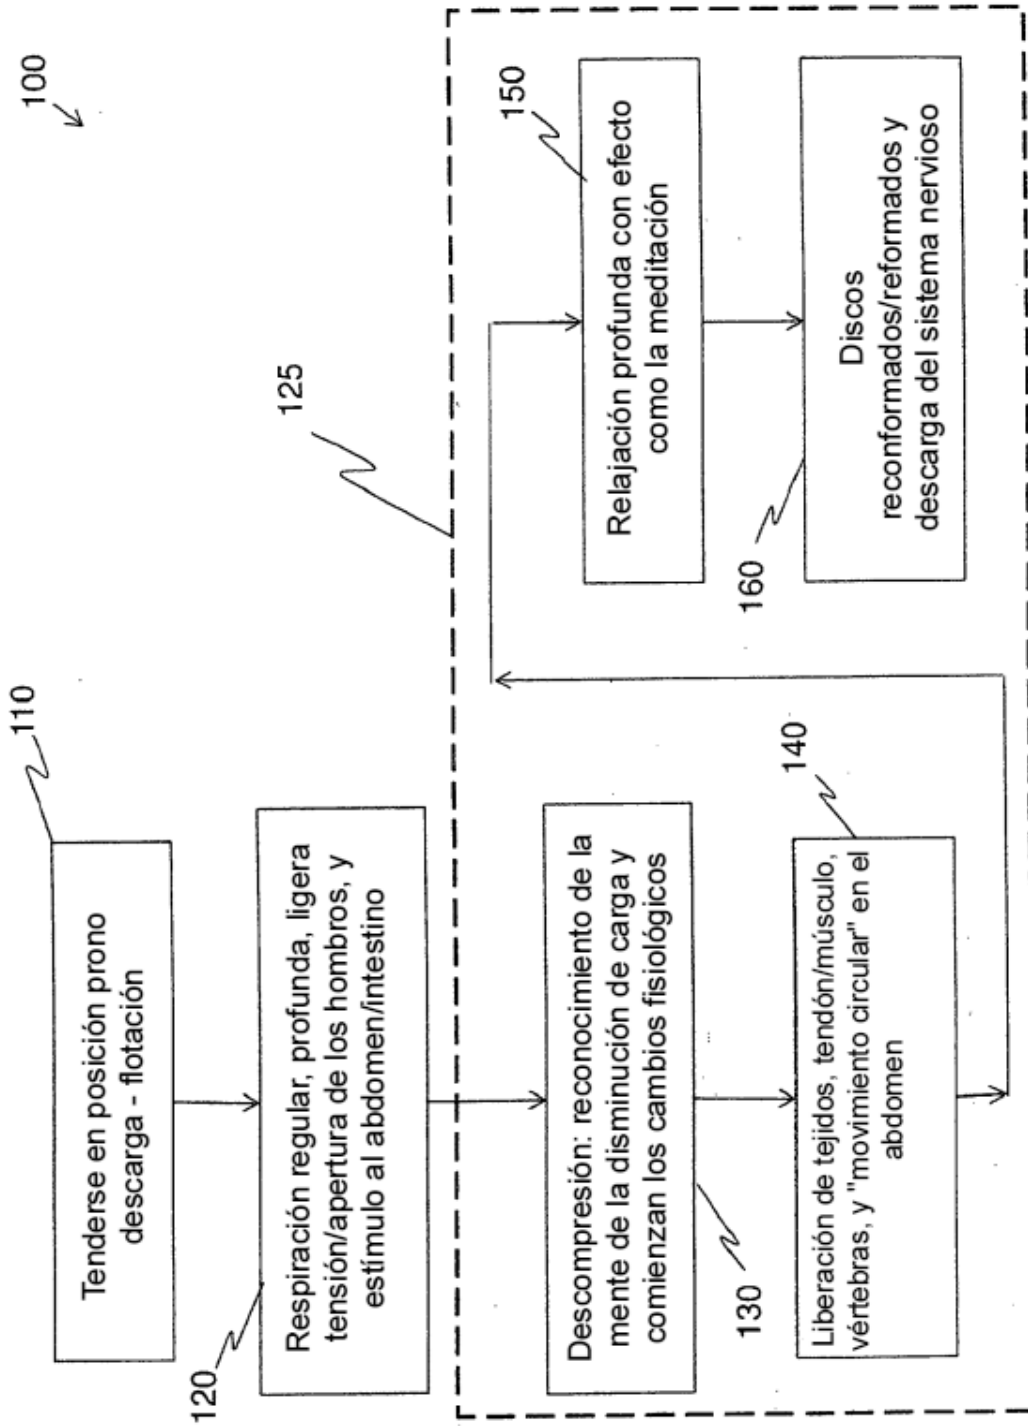 100
110
Tenderse en posición prono
descarga - flotación
120
Respiración regular, profunda, ligera
tensión/apertura de los hombros, y
estímulo al abdomen/intestino
125
Descompresión: reconocimiento de la
mente de la disminución de carga y
comienzan los cambios fisiológicos
130
140
Liberación de tejidos, tendón/músculo,
vértebras, y "movimiento circular" en el
abdomen
150
Relajación profunda con efecto
como la meditación
160
Discos
reconformados/reformados y
descarga del sistema nervioso